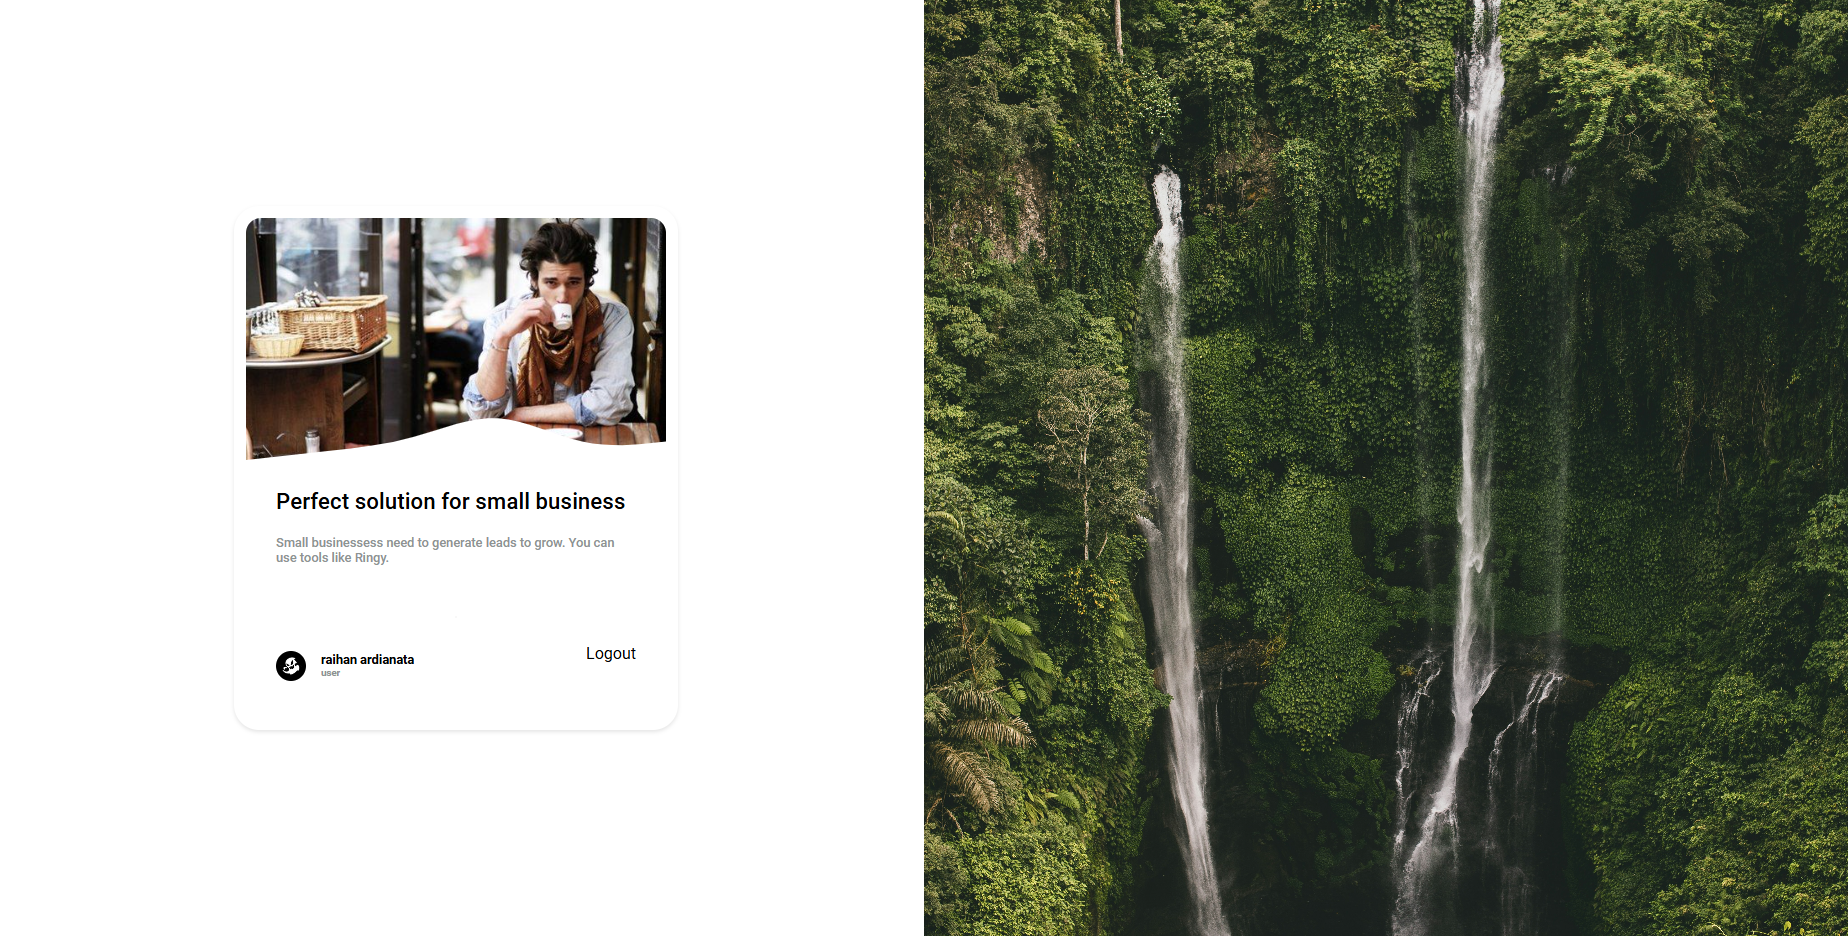 Perfect solution for small business
Small businessess need to generate leads to grow. You can
use tools like Ringy.
raihan ardianata
user
Logout